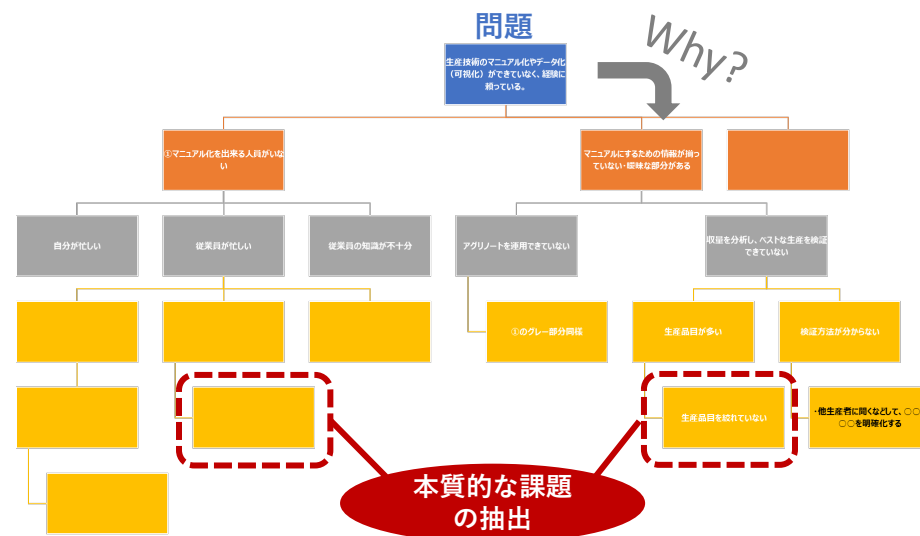 問題
Why?
生産技術のマニュアル化やデータ化
（可視化）ができていなく、経験に
頼っている。
①マニュアル化を出来る人員がいな
い
マニュアルにするための情報が揃っ
ていない・曖昧な部分がある
自分が忙しい
従業員が忙しい
従業員の知識が不十分
アグリノートを運用できていない
収量を分析し、ベストな生産を検証
できていない
①のグレー部分同様
生産品目が多い
検証方法が分からない
生産品目を絞れていない
・他生産者に聞くなどして、○○
○○を明確化する
本質的な課題
の抽出